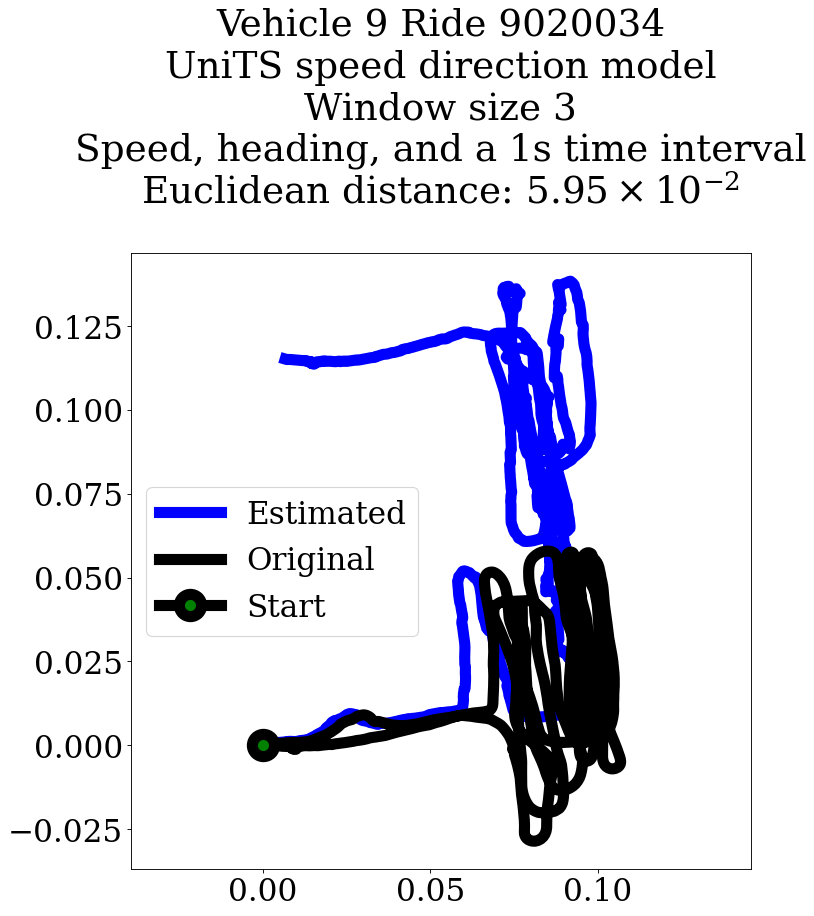 Vehicle 9 Ride 9020034
UniTS speed direction model
Window size 3
Speed, heading, and a 1s time interval
Euclidean distance: 5.95 × 10⁻²
0.125
0.100
0.075
0.050
0.025
0.000
−0.025
Estimated
Original
Start
0.00 0.05 0.10